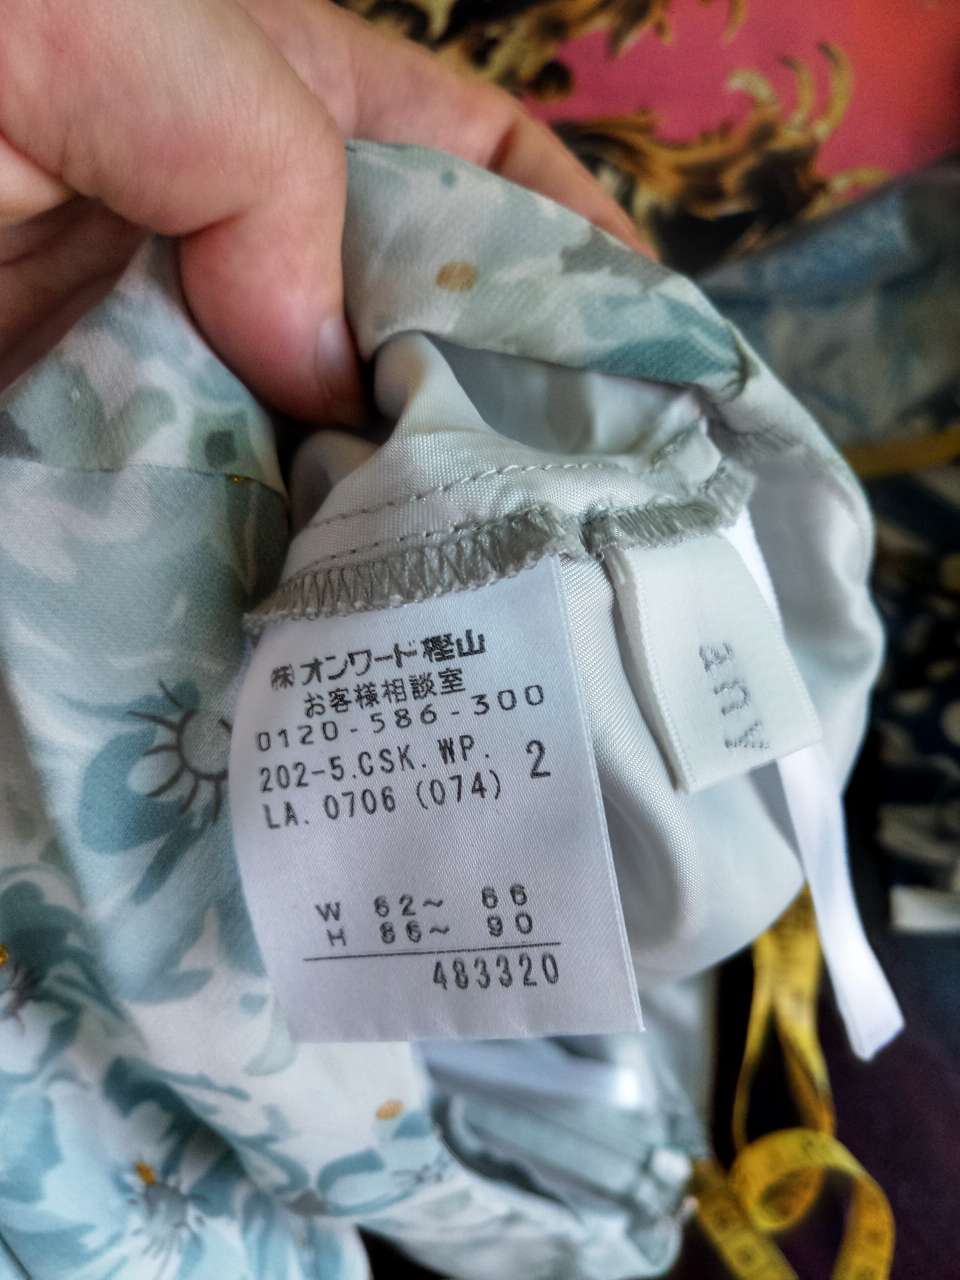 ㈱オンワード樫山
お客様相談室
0120-586-300
202-5.CSK.WP. 2
LA.0706 (074)
W 62~ 66
H 86~ 90
483320